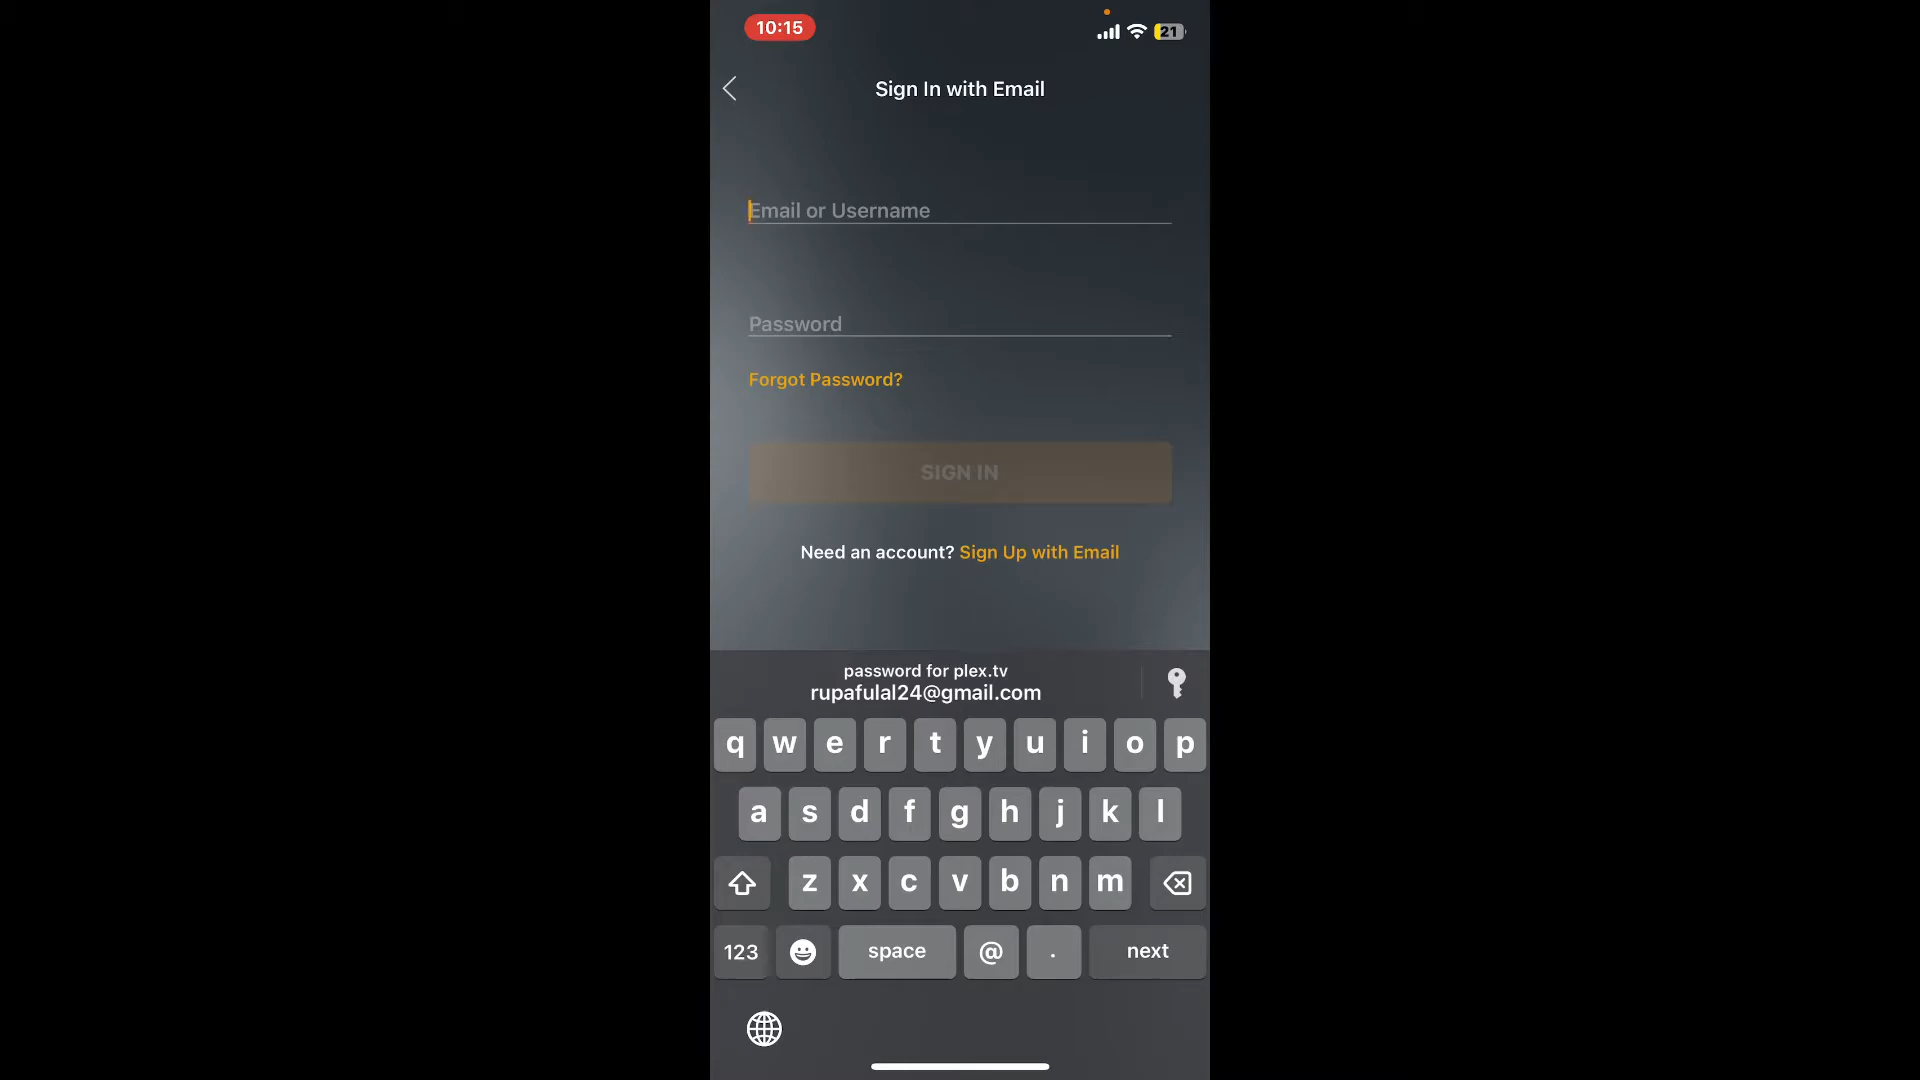 10:15
21
Sign In with Email
Email or Username
Password
Forgot Password?
SIGN IN
Need an account? Sign Up with Email
password for plex.tv
rupafulal24@gmail.com
q w e r t y u i o p
a s d f g h j k l
z x c v b n m
123 space @ . next